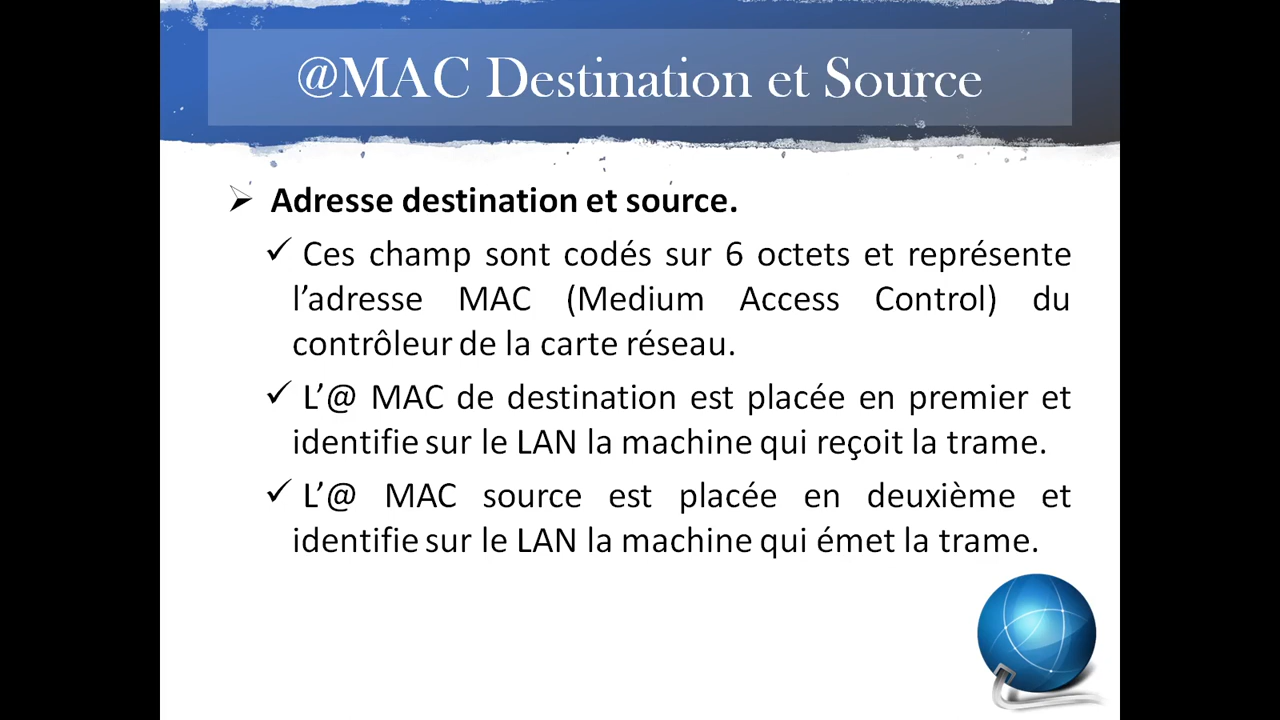 @MAC Destination et Source
Adresse destination et source.
Ces champ sont codés sur 6 octets et représente
l’adresse MAC (Medium Access Control) du
contrôleur de la carte réseau.
L’@ MAC de destination est placée en premier et
identifie sur le LAN la machine qui reçoit la trame.
L’@ MAC source est placée en deuxième et
identifie sur le LAN la machine qui émet la trame.